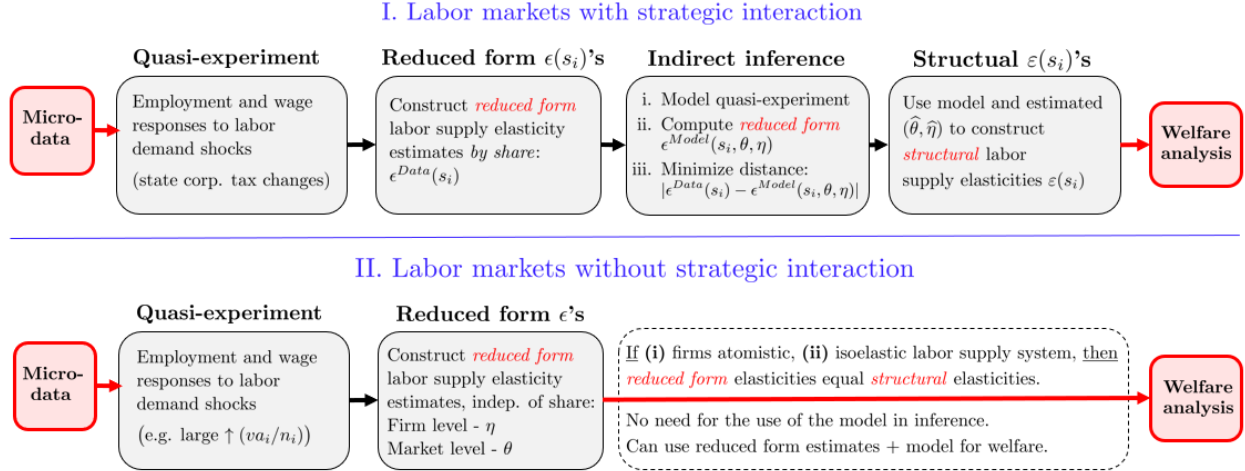 I. Labor markets with strategic interaction
Quasi-experiment
Reduced form ϵ(s_i)'s
Indirect inference
Structual ε(s_i)'s
Micro-
data
Employment and wage
responses to labor
demand shocks
(state corp. tax changes)
Construct reduced form
labor supply elasticity
estimates by share:
ϵ^{Data}(s_i)
i. Model quasi-experiment
ii. Compute reduced form
ϵ^{Model}(s_i, θ, η)
iii. Minimize distance:
|ϵ^{Data}(s_i) − ϵ^{Model}(s_i, θ, η)|
Use model and estimated
(θ̂, η̂) to construct
structural labor
supply elasticities ε(s_i)
Welfare
analysis
II. Labor markets without strategic interaction
Quasi-experiment
Reduced form ϵ's
Micro-
data
Employment and wage
responses to labor
demand shocks
(e.g. large ↑ (va_i/n_i))
Construct reduced form
labor supply elasticity
estimates, indep. of share:
Firm level - η
Market level - θ
If (i) firms atomistic, (ii) isoelastic labor supply system, then
reduced form elasticities equal structural elasticities.
No need for the use of the model in inference.
Can use reduced form estimates + model for welfare.
Welfare
analysis